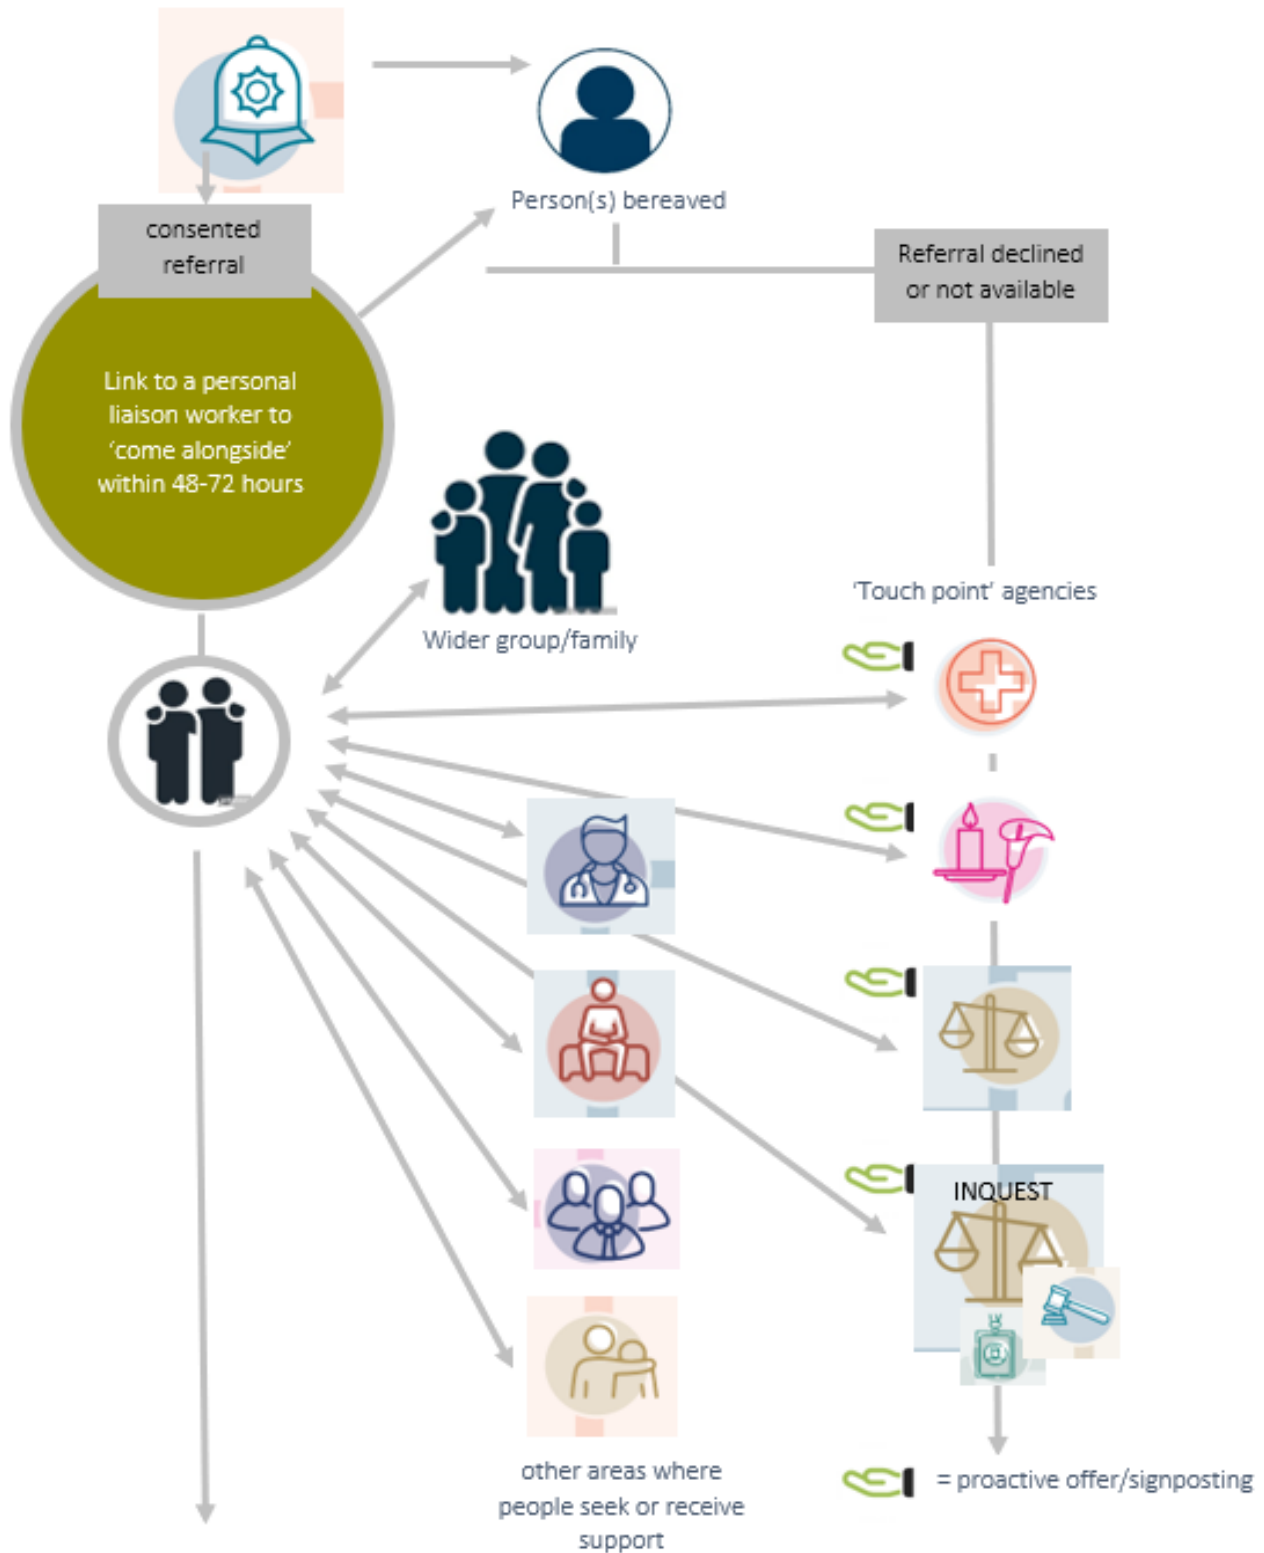 Person(s) bereaved
consented
referral
Referral declined
or not available
Link to a personal
liaison worker to
‘come alongside’
within 48-72 hours
‘Touch point’ agencies
Wider group/family
INQUEST
other areas where
people seek or receive
support
= proactive offer/signposting